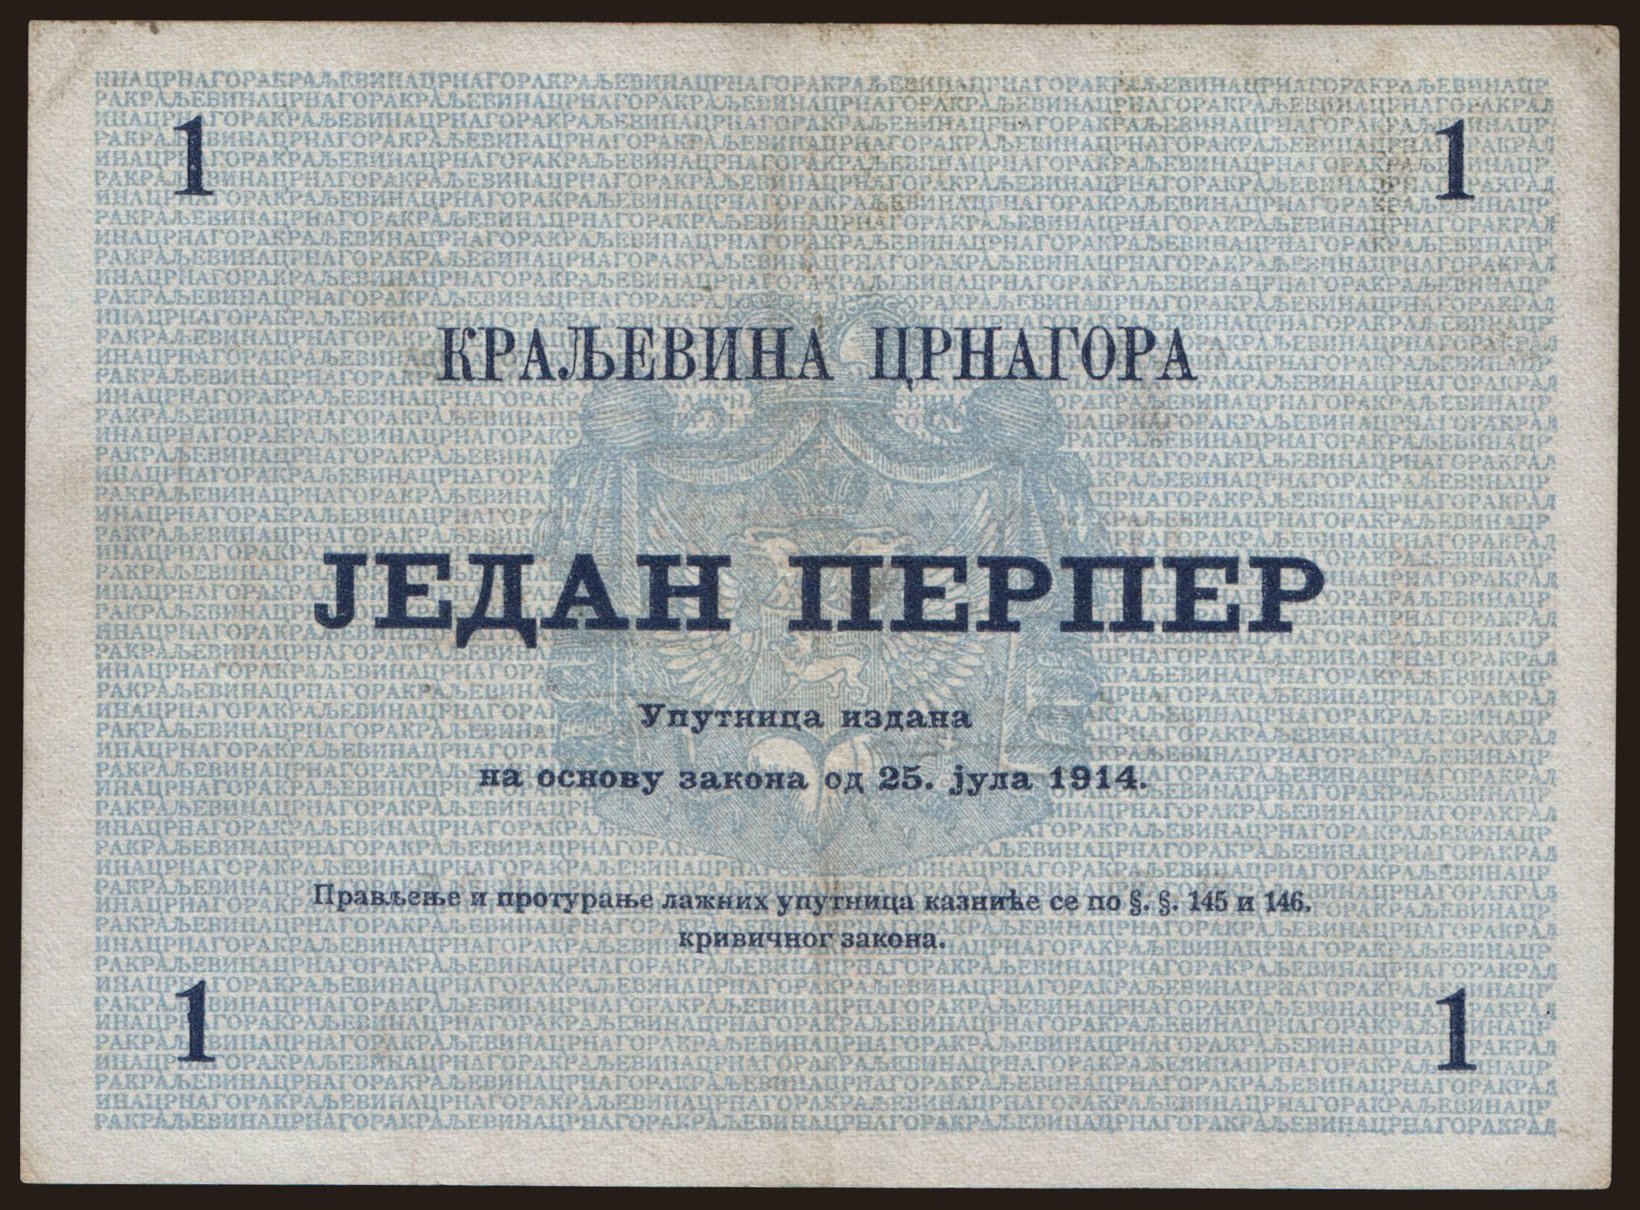 1 1
КРАЉЕВИНА ЦРНАГОРА
ЈЕДАН ПЕРПЕР
Упутница издана
на основу закона од 25. јула 1914.
Прављење и протурање лажних упутница казниће се по §. §. 145 и 146.
кривичног закона.
1 1